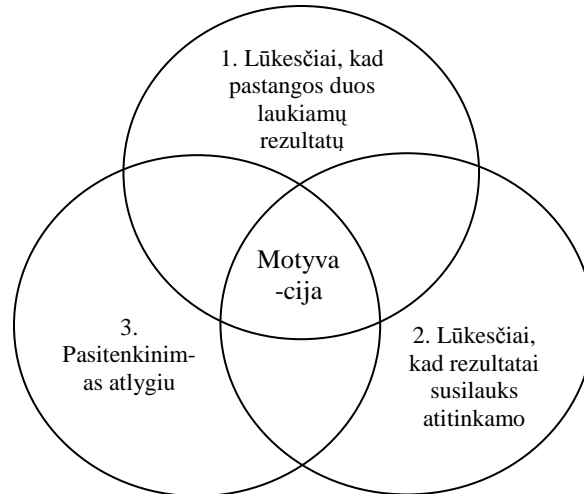 1. Lūkesčiai, kad
pastangos duos
laukiamų
rezultatų
Motyva
-cija
3.
Pasitenkinim-
as atlygiu
2. Lūkesčiai,
kad rezultatai
susilauks
atitinkamo